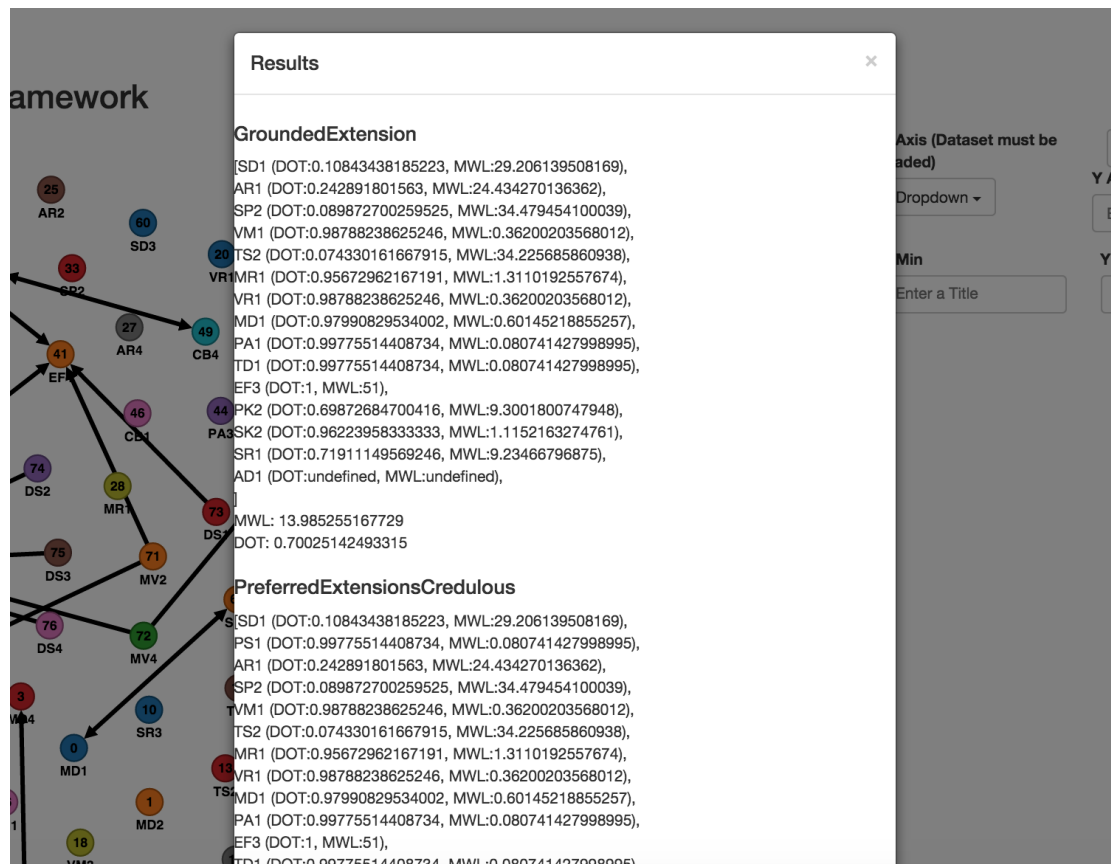 Results
×
amework
GroundedExtension
[SD1 (DOT:0.10843438185223, MWL:29.206139508169),
AR1 (DOT:0.242891801563, MWL:24.434270136362),
SP2 (DOT:0.089872700259525, MWL:34.479454100039),
VM1 (DOT:0.98788238625246, MWL:0.36200203568012),
TS2 (DOT:0.074330161667915, MWL:34.225685860938),
MR1 (DOT:0.95672962167191, MWL:1.3110192557674),
VR1 (DOT:0.98788238625246, MWL:0.36200203568012),
MD1 (DOT:0.97990829534002, MWL:0.60145218855257),
PA1 (DOT:0.99775514408734, MWL:0.080741427998995),
TD1 (DOT:0.99775514408734, MWL:0.080741427998995),
EF3 (DOT:1, MWL:51),
PK2 (DOT:0.69872684700416, MWL:9.3001800747948),
SK2 (DOT:0.96223958333333, MWL:1.1152163274761),
SR1 (DOT:0.71911149569246, MWL:9.23466796875),
AD1 (DOT:undefined, MWL:undefined),
]
MWL: 13.985255167729
DOT: 0.70025142493315
PreferredExtensionsCredulous
[SD1 (DOT:0.10843438185223, MWL:29.206139508169),
PS1 (DOT:0.99775514408734, MWL:0.080741427998995),
AR1 (DOT:0.242891801563, MWL:24.434270136362),
SP2 (DOT:0.089872700259525, MWL:34.479454100039),
VM1 (DOT:0.98788238625246, MWL:0.36200203568012),
TS2 (DOT:0.074330161667915, MWL:34.225685860938),
MR1 (DOT:0.95672962167191, MWL:1.3110192557674),
VR1 (DOT:0.98788238625246, MWL:0.36200203568012),
MD1 (DOT:0.97990829534002, MWL:0.60145218855257),
PA1 (DOT:0.99775514408734, MWL:0.080741427998995),
EF3 (DOT:1, MWL:51),
TD1 (DOT:0.99775514408734, MWL:0.080741427998995),
25
AR2
60
SD3
20
VR1
33
SP2
27
AR4
49
CB4
41
EF
46
CB1
44
PA3
74
DS2
28
MR1
73
DS1
75
DS3
71
MV2
76
DS4
72
MV4
3
10
SR3
0
MD1
13
TS2
1
MD2
18
Axis (Dataset must be
aded)
Dropdown
Min
Enter a Title
Y A
Y